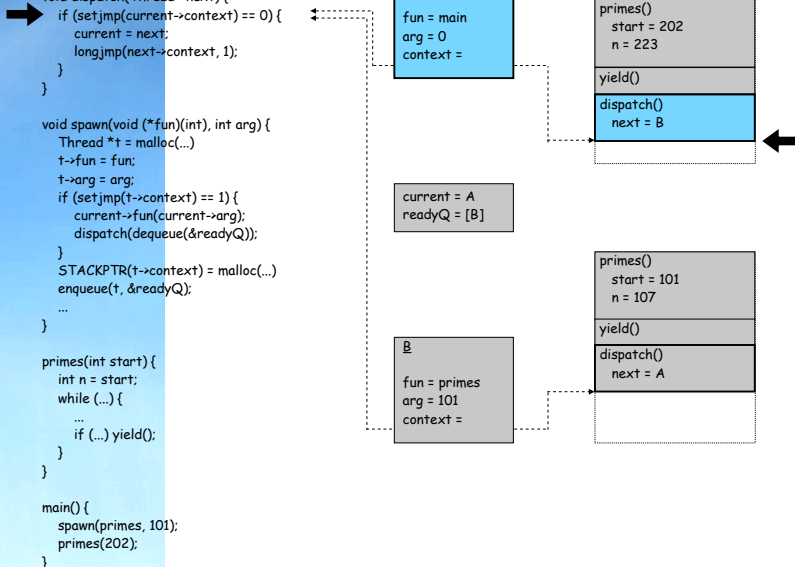 void dispatch(Thread* next) {
if (setjmp(current->context) == 0) {
current = next;
longjmp(next->context, 1);
}
}
void spawn(void (*fun)(int), int arg) {
Thread *t = malloc(...)
t->fun = fun;
t->arg = arg;
if (setjmp(t->context) == 1) {
current->fun(current->arg);
dispatch(dequeue(&readyQ));
}
STACKPTR(t->context) = malloc(...)
enqueue(t, &readyQ);
...
}
primes(int start) {
int n = start;
while (...) {
...
if (...) yield();
}
}
main() {
spawn(primes, 101);
primes(202);
}
fun = main
arg = 0
context =
current = A
readyQ = [B]
B
fun = primes
arg = 101
context =
primes()
start = 202
n = 223
yield()
dispatch()
next = B
primes()
start = 101
n = 107
yield()
dispatch()
next = A